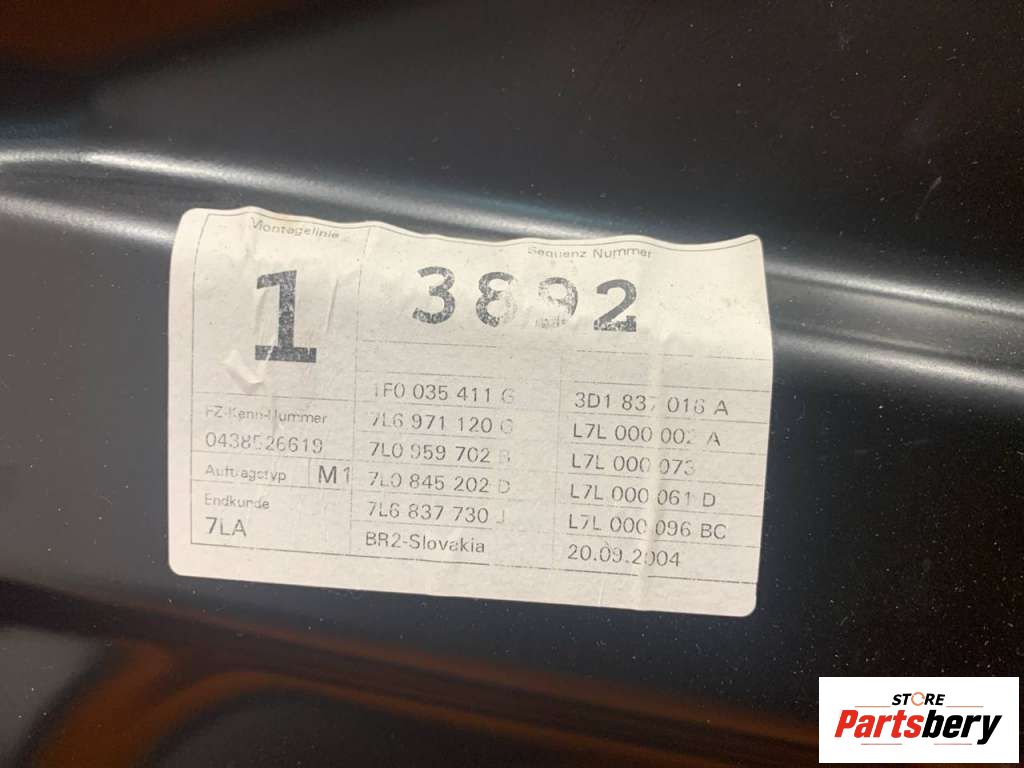 Montagelinie
Sequenz Nummer
1
3892
1F0 035 411 G
3D1 837 016 A
FZ-Kenn-Nummer
7L6 971 120 G
L7L 000 002 A
0438526619
7L0 959 702 B
L7L 000 073
Auftragstyp
M1
7L0 845 202 D
L7L 000 061 D
Endkunde
7L6 837 730 J
L7L 000 096 BC
7LA
BR2-Slovakia
20.09.2004
STORE
Partsbery